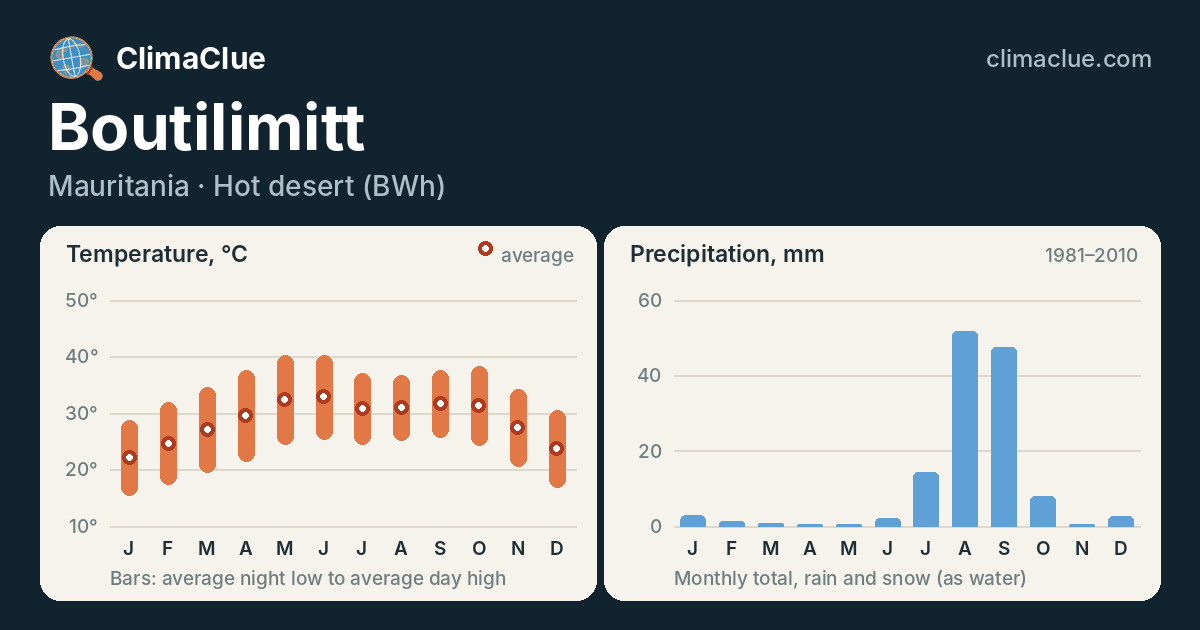 ClimaClue
climaclue.com
Boutilimitt
Mauritania · Hot desert (BWh)
Temperature, °C
average
50°
40°
30°
20°
10°
J F M A M J J A S O N D
Bars: average night low to average day high
Precipitation, mm
1981–2010
60
40
20
0
J F M A M J J A S O N D
Monthly total, rain and snow (as water)